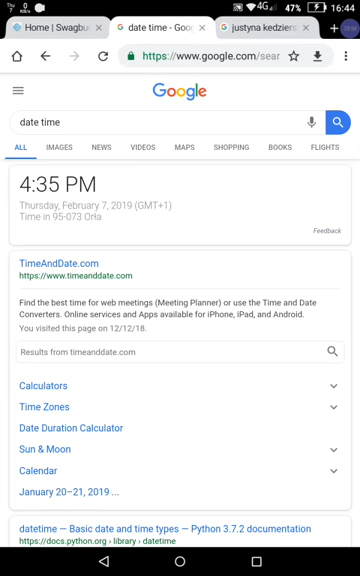 Thu 7
0 KB/s
4G
47%
16:44
Home | Swagbu
date time - Goo
justyna kedziers
https://www.google.com/sear
Google
date time
ALL IMAGES NEWS VIDEOS MAPS SHOPPING BOOKS FLIGHTS
4:35 PM
Thursday, February 7, 2019 (GMT+1)
Time in 95-073 Orła
Feedback
TimeAndDate.com
https://www.timeanddate.com
Find the best time for web meetings (Meeting Planner) or use the Time and Date
Converters. Online services and Apps available for iPhone, iPad, and Android.
You visited this page on 12/12/18.
Results from timeanddate.com
Calculators
Time Zones
Date Duration Calculator
Sun & Moon
Calendar
January 20–21, 2019 ...
datetime — Basic date and time types — Python 3.7.2 documentation
https://docs.python.org › library › datetime